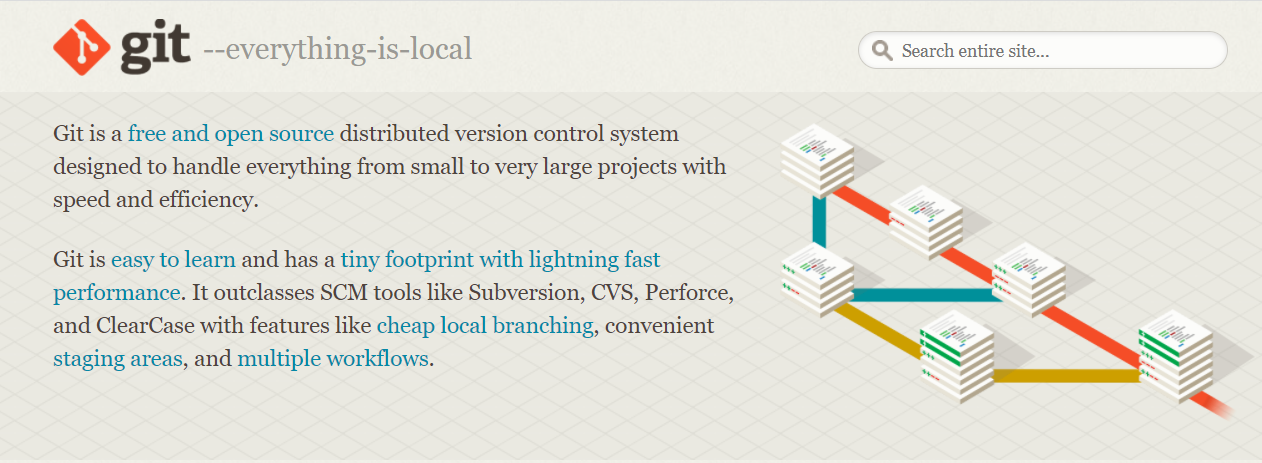 git --everything-is-local
Search entire site...
Git is a free and open source distributed version control system
designed to handle everything from small to very large projects with
speed and efficiency.
Git is easy to learn and has a tiny footprint with lightning fast
performance. It outclasses SCM tools like Subversion, CVS, Perforce,
and ClearCase with features like cheap local branching, convenient
staging areas, and multiple workflows.